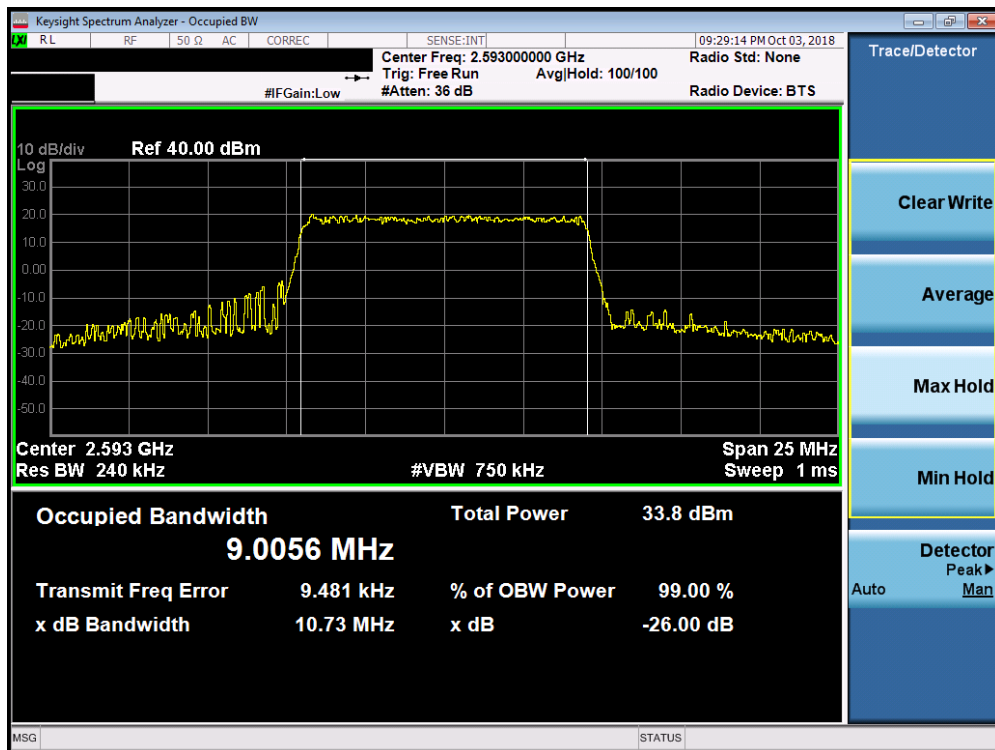 Keysight Spectrum Analyzer - Occupied BW
LXI RL RF 50 Ω AC CORREC SENSE:INT 09:29:14 PM Oct 03, 2018
Center Freq: 2.593000000 GHz Radio Std: None
Trig: Free Run Avg|Hold: 100/100
#IFGain:Low #Atten: 36 dB Radio Device: BTS
Trace/Detector
10 dB/div Ref 40.00 dBm
Log
30.0
20.0
10.0
0.00
-10.0
-20.0
-30.0
-40.0
-50.0
Center 2.593 GHz Span 25 MHz
Res BW 240 kHz #VBW 750 kHz Sweep 1 ms
Clear Write
Average
Max Hold
Min Hold
Detector
Peak▶
Auto Man
Occupied Bandwidth Total Power 33.8 dBm
9.0056 MHz
Transmit Freq Error 9.481 kHz % of OBW Power 99.00 %
x dB Bandwidth 10.73 MHz x dB -26.00 dB
MSG STATUS